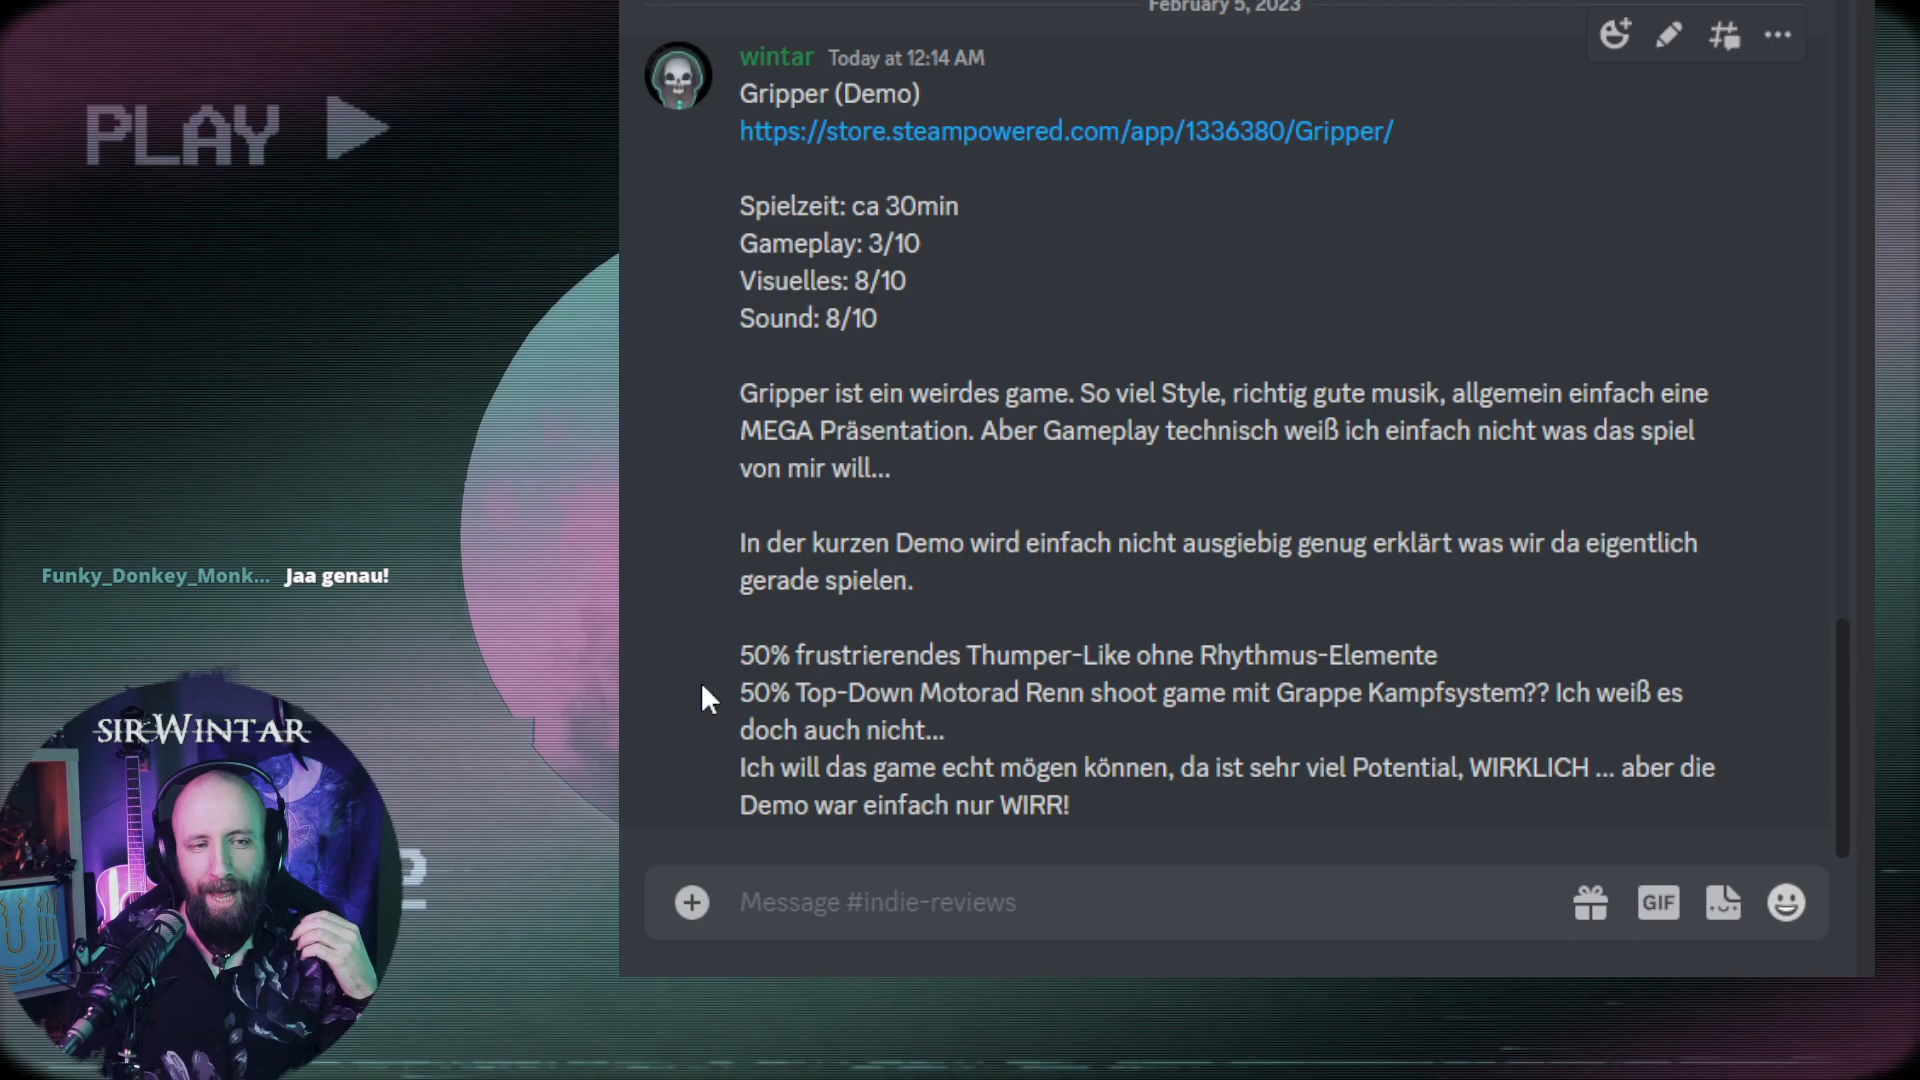 February 5, 2023
PLAY
wintar Today at 12:14 AM
Gripper (Demo)
https://store.steampowered.com/app/1336380/Gripper/
Spielzeit: ca 30min
Gameplay: 3/10
Visuelles: 8/10
Sound: 8/10
Gripper ist ein weirdes game. So viel Style, richtig gute musik, allgemein einfach eine
MEGA Präsentation. Aber Gameplay technisch weiß ich einfach nicht was das spiel
von mir will...
In der kurzen Demo wird einfach nicht ausgiebig genug erklärt was wir da eigentlich
gerade spielen.
Funky_Donkey_Monk... Jaa genau!
50% frustrierendes Thumper-Like ohne Rhythmus-Elemente
50% Top-Down Motorad Renn shoot game mit Grappe Kampfsystem?? Ich weiß es
doch auch nicht...
Ich will das game echt mögen können, da ist sehr viel Potential, WIRKLICH ... aber die
Demo war einfach nur WIRR!
SIR WINTAR
Message #indie-reviews
GIF